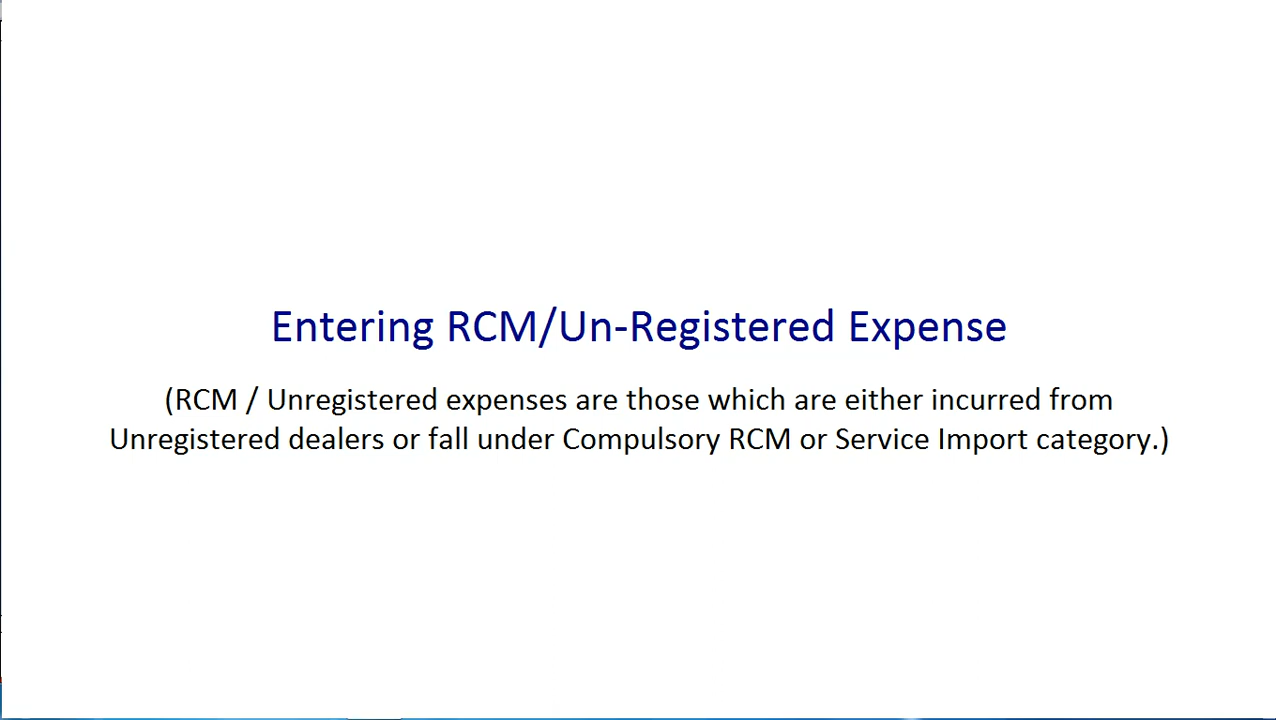 Entering RCM/Un-Registered Expense
(RCM / Unregistered expenses are those which are either incurred from
Unregistered dealers or fall under Compulsory RCM or Service Import category.)